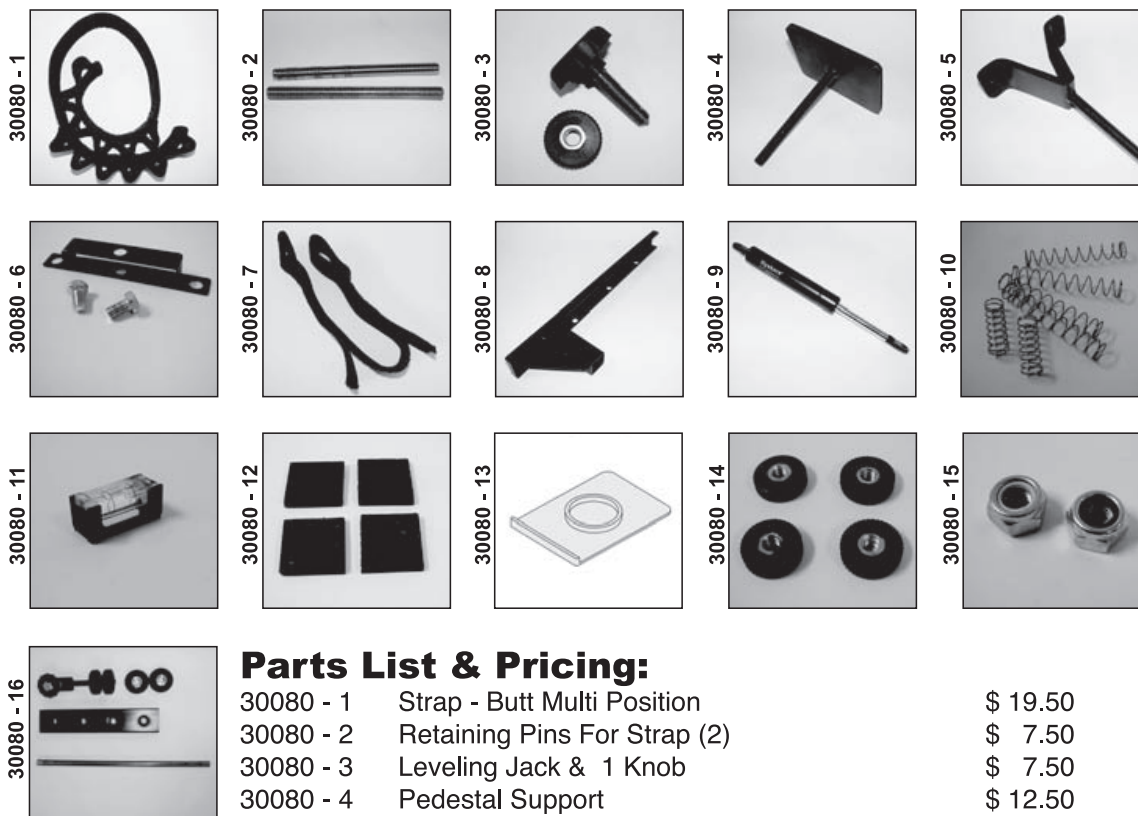 30080 - 1
30080 - 2
30080 - 3
30080 - 4
30080 - 5
30080 - 6
30080 - 7
30080 - 8
30080 - 9
30080 - 10
30080 - 11
30080 - 12
30080 - 13
30080 - 14
30080 - 15
30080 - 16
Parts List & Pricing:
30080 - 1 Strap - Butt Multi Position $ 19.50
30080 - 2 Retaining Pins For Strap (2) $ 7.50
30080 - 3 Leveling Jack & 1 Knob $ 7.50
30080 - 4 Pedestal Support $ 12.50